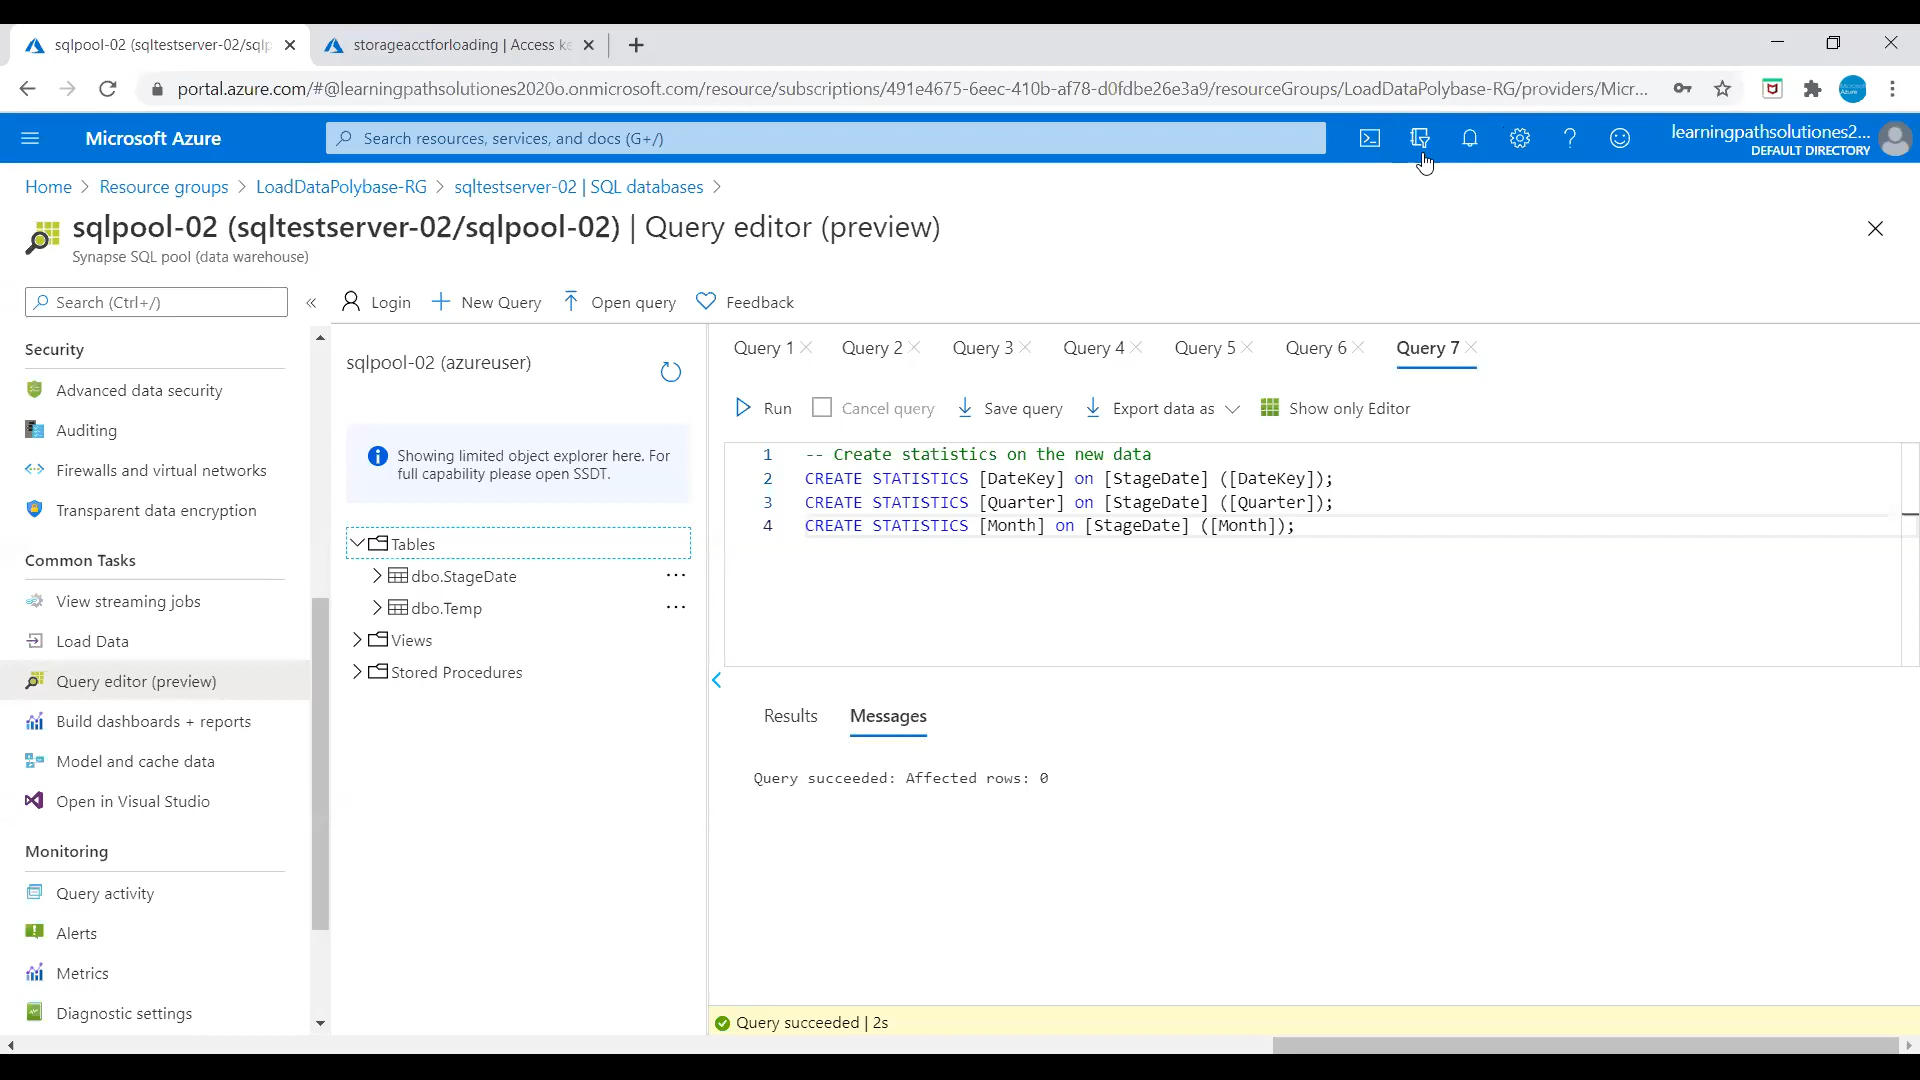 sqlpool-02 (sqltestserver-02/sqlp
storageacctforloading | Access ke
portal.azure.com/#@learningpathsolutiones2020o.onmicrosoft.com/resource/subscriptions/491e4675-6eec-410b-af78-d0fdbe26e3a9/resourceGroups/LoadDataPolybase-RG/providers/Micr...
Microsoft Azure
Search resources, services, and docs (G+/)
learningpathsolutiones2...
DEFAULT DIRECTORY
Home > Resource groups > LoadDataPolybase-RG > sqltestserver-02 | SQL databases >
sqlpool-02 (sqltestserver-02/sqlpool-02) | Query editor (preview)
Synapse SQL pool (data warehouse)
Search (Ctrl+/)
«
Login
New Query
Open query
Feedback
Security
Advanced data security
Auditing
Firewalls and virtual networks
Transparent data encryption
Common Tasks
View streaming jobs
Load Data
Query editor (preview)
Build dashboards + reports
Model and cache data
Open in Visual Studio
Monitoring
Query activity
Alerts
Metrics
Diagnostic settings
sqlpool-02 (azureuser)
Showing limited object explorer here. For
full capability please open SSDT.
Tables
dbo.StageDate ...
dbo.Temp ...
Views
Stored Procedures
Query 1 Query 2 Query 3 Query 4 Query 5 Query 6 Query 7
Run Cancel query Save query Export data as Show only Editor
1 -- Create statistics on the new data
2 CREATE STATISTICS [DateKey] on [StageDate] ([DateKey]);
3 CREATE STATISTICS [Quarter] on [StageDate] ([Quarter]);
4 CREATE STATISTICS [Month] on [StageDate] ([Month]);
Results Messages
Query succeeded: Affected rows: 0
Query succeeded | 2s